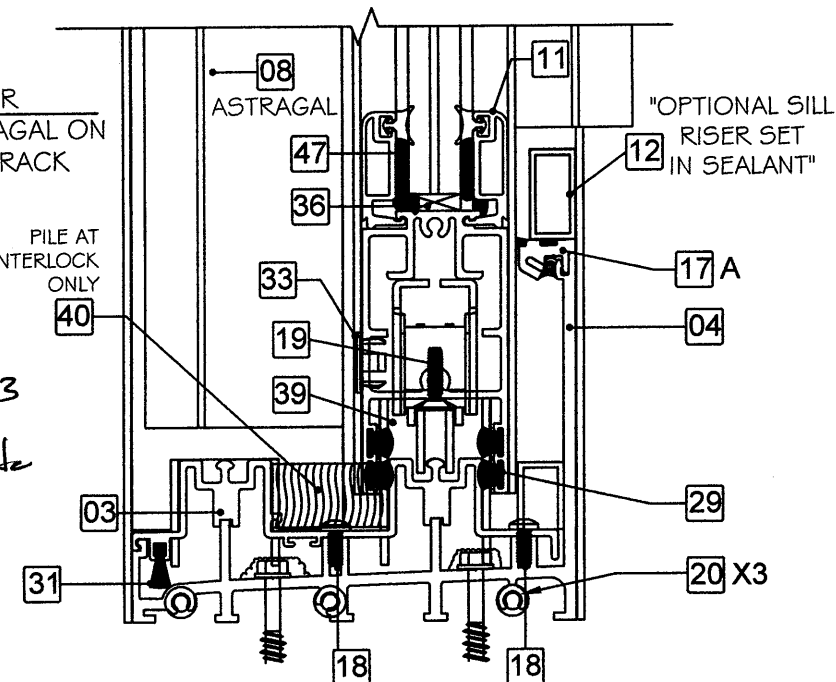 R
AGAL ON
RACK
08
ASTRAGAL
11
"OPTIONAL SILL
RISER SET
IN SEALANT"
12
47
36
PILE AT
NTERLOCK
ONLY
17 A
33
40
04
19
3
39
03
29
31
20 X3
18
18